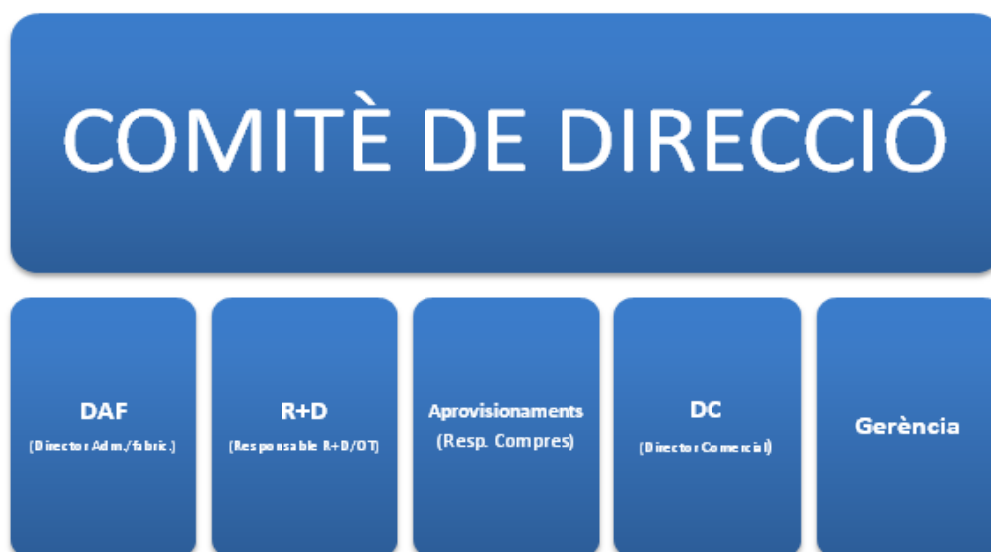 COMITÈ DE DIRECCIÓ
DAF
(Director Adm./fabric.)
R+D
(Responsable R+D/OT)
Aprovisionaments
(Resp. Compres)
DC
(Director Comercial)
Gerència